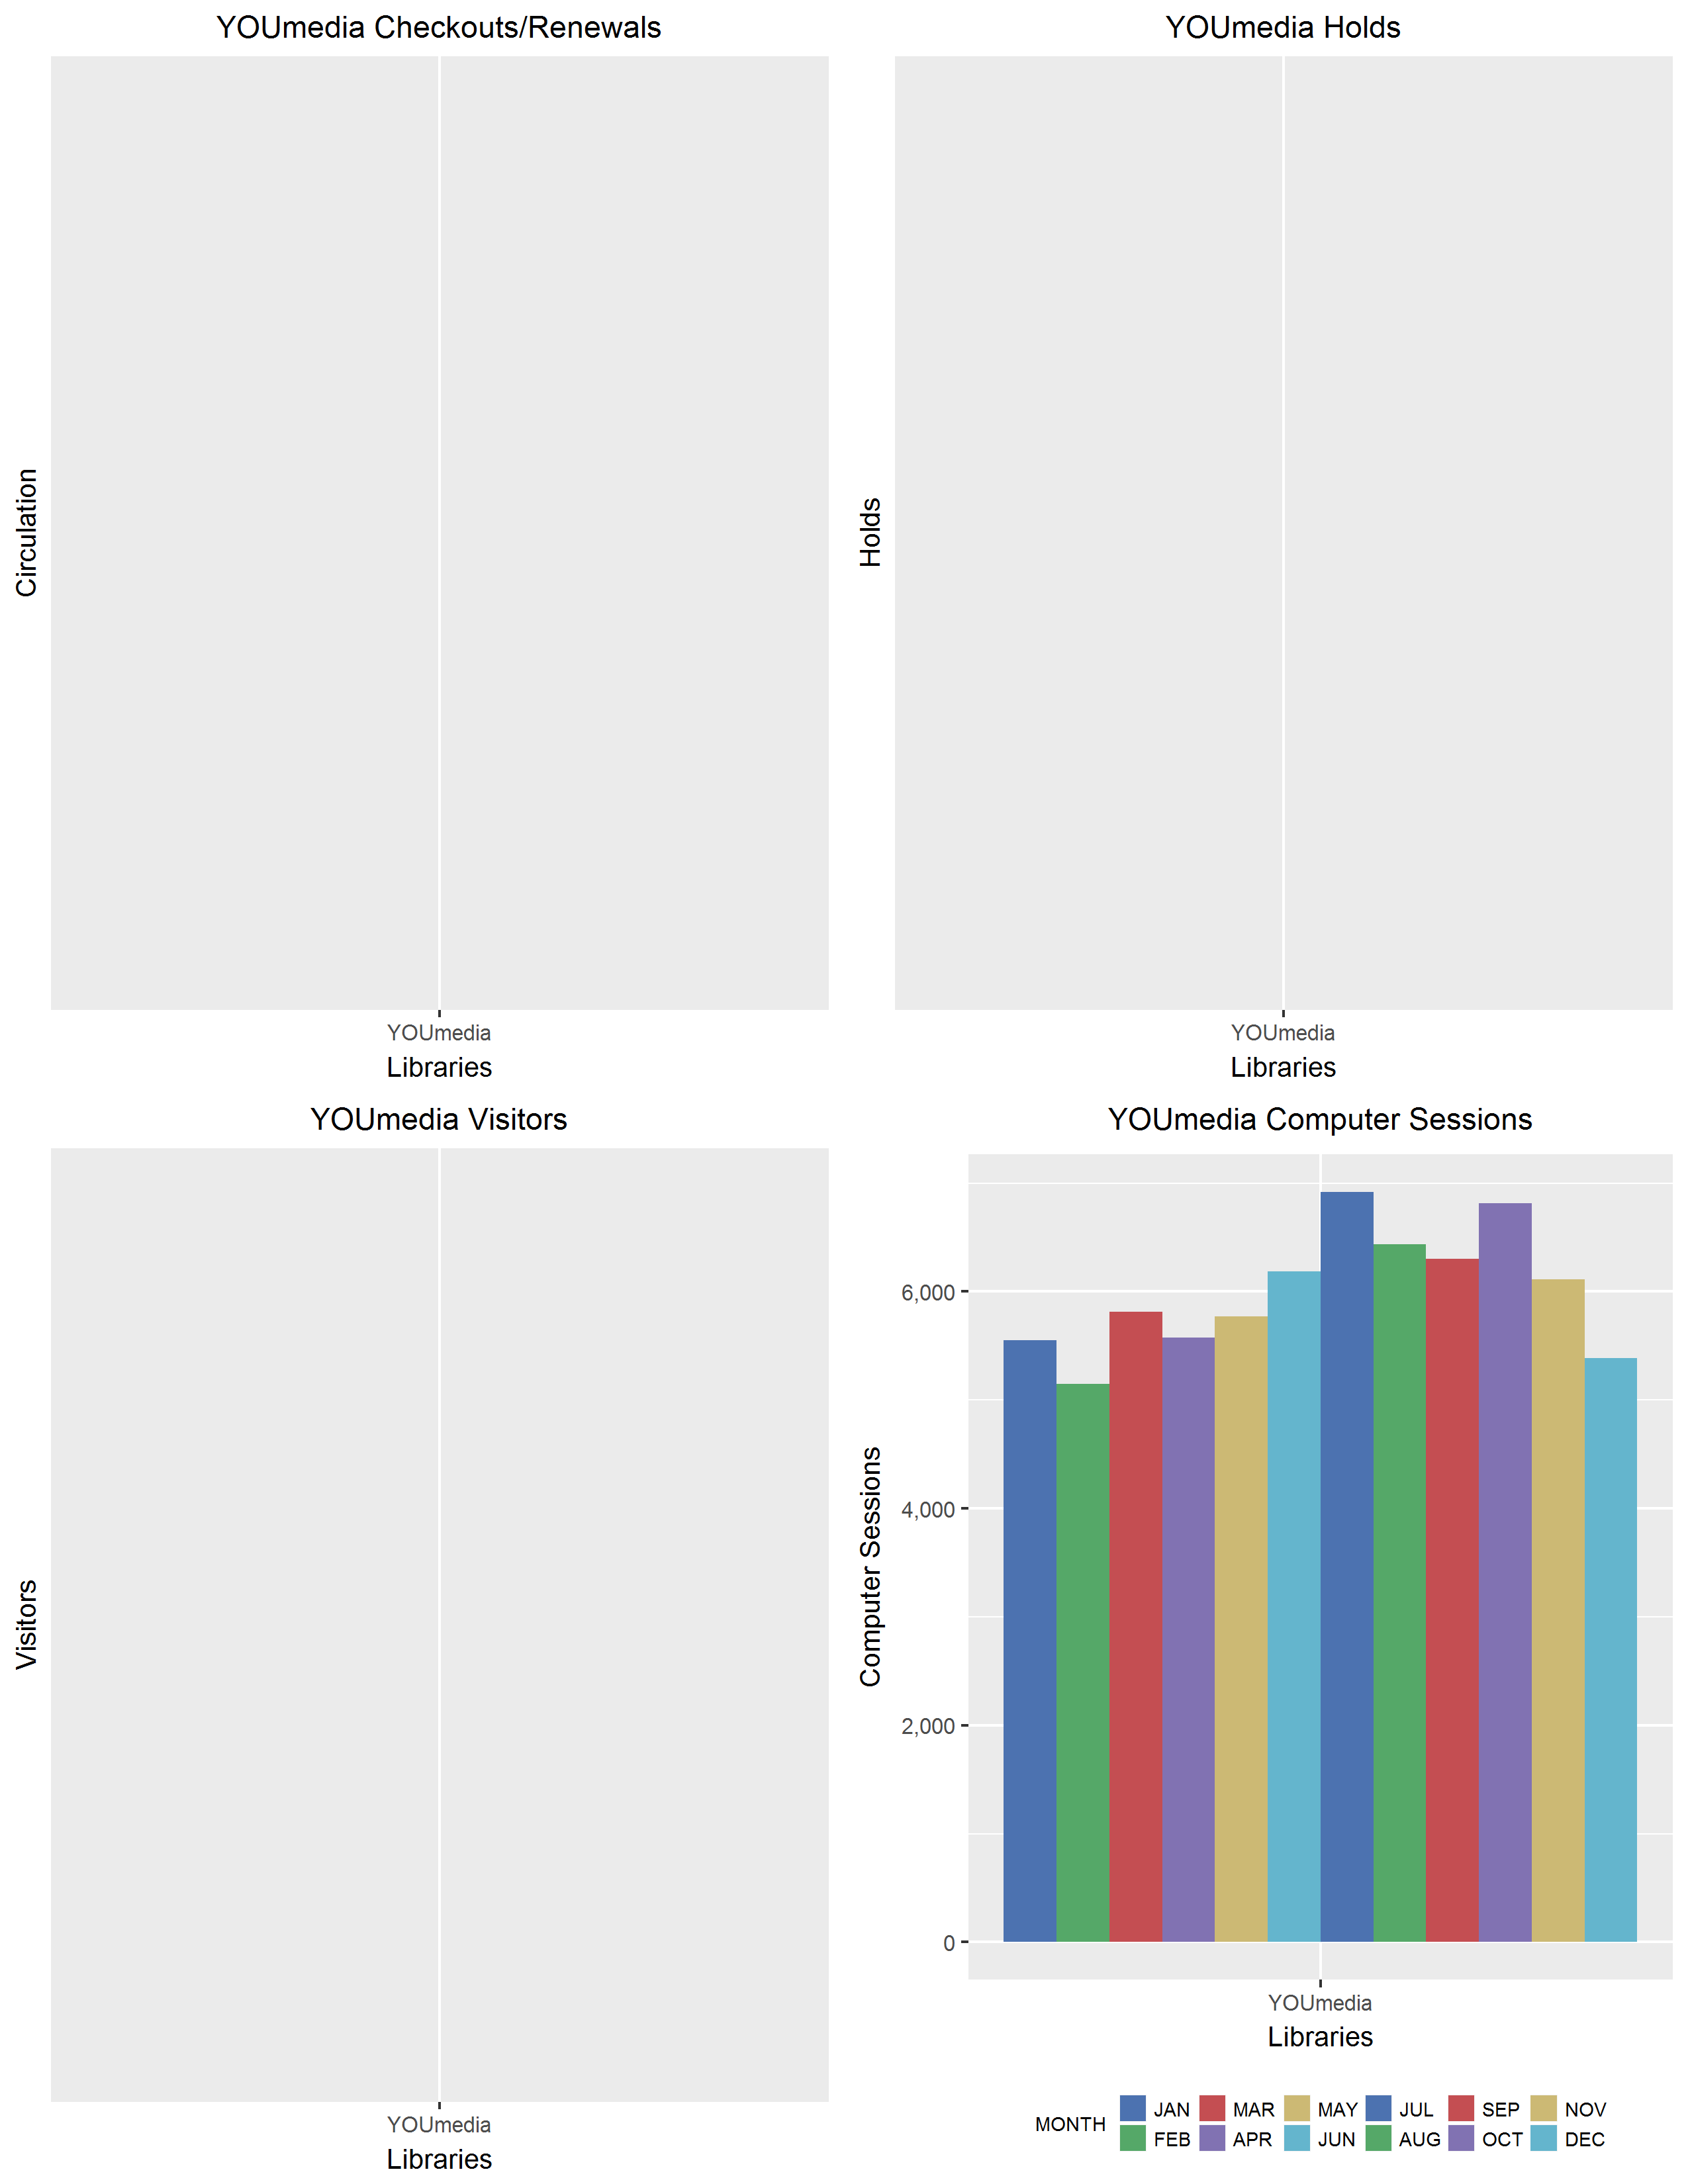 YOUmedia Checkouts/Renewals
Circulation
YOUmedia
Libraries
YOUmedia Holds
Holds
YOUmedia
Libraries
YOUmedia Visitors
Visitors
YOUmedia
Libraries
YOUmedia Computer Sessions
Computer Sessions
6,000
4,000
2,000
0
YOUmedia
Libraries
MONTH
JAN MAR MAY JUL SEP NOV
FEB APR JUN AUG OCT DEC